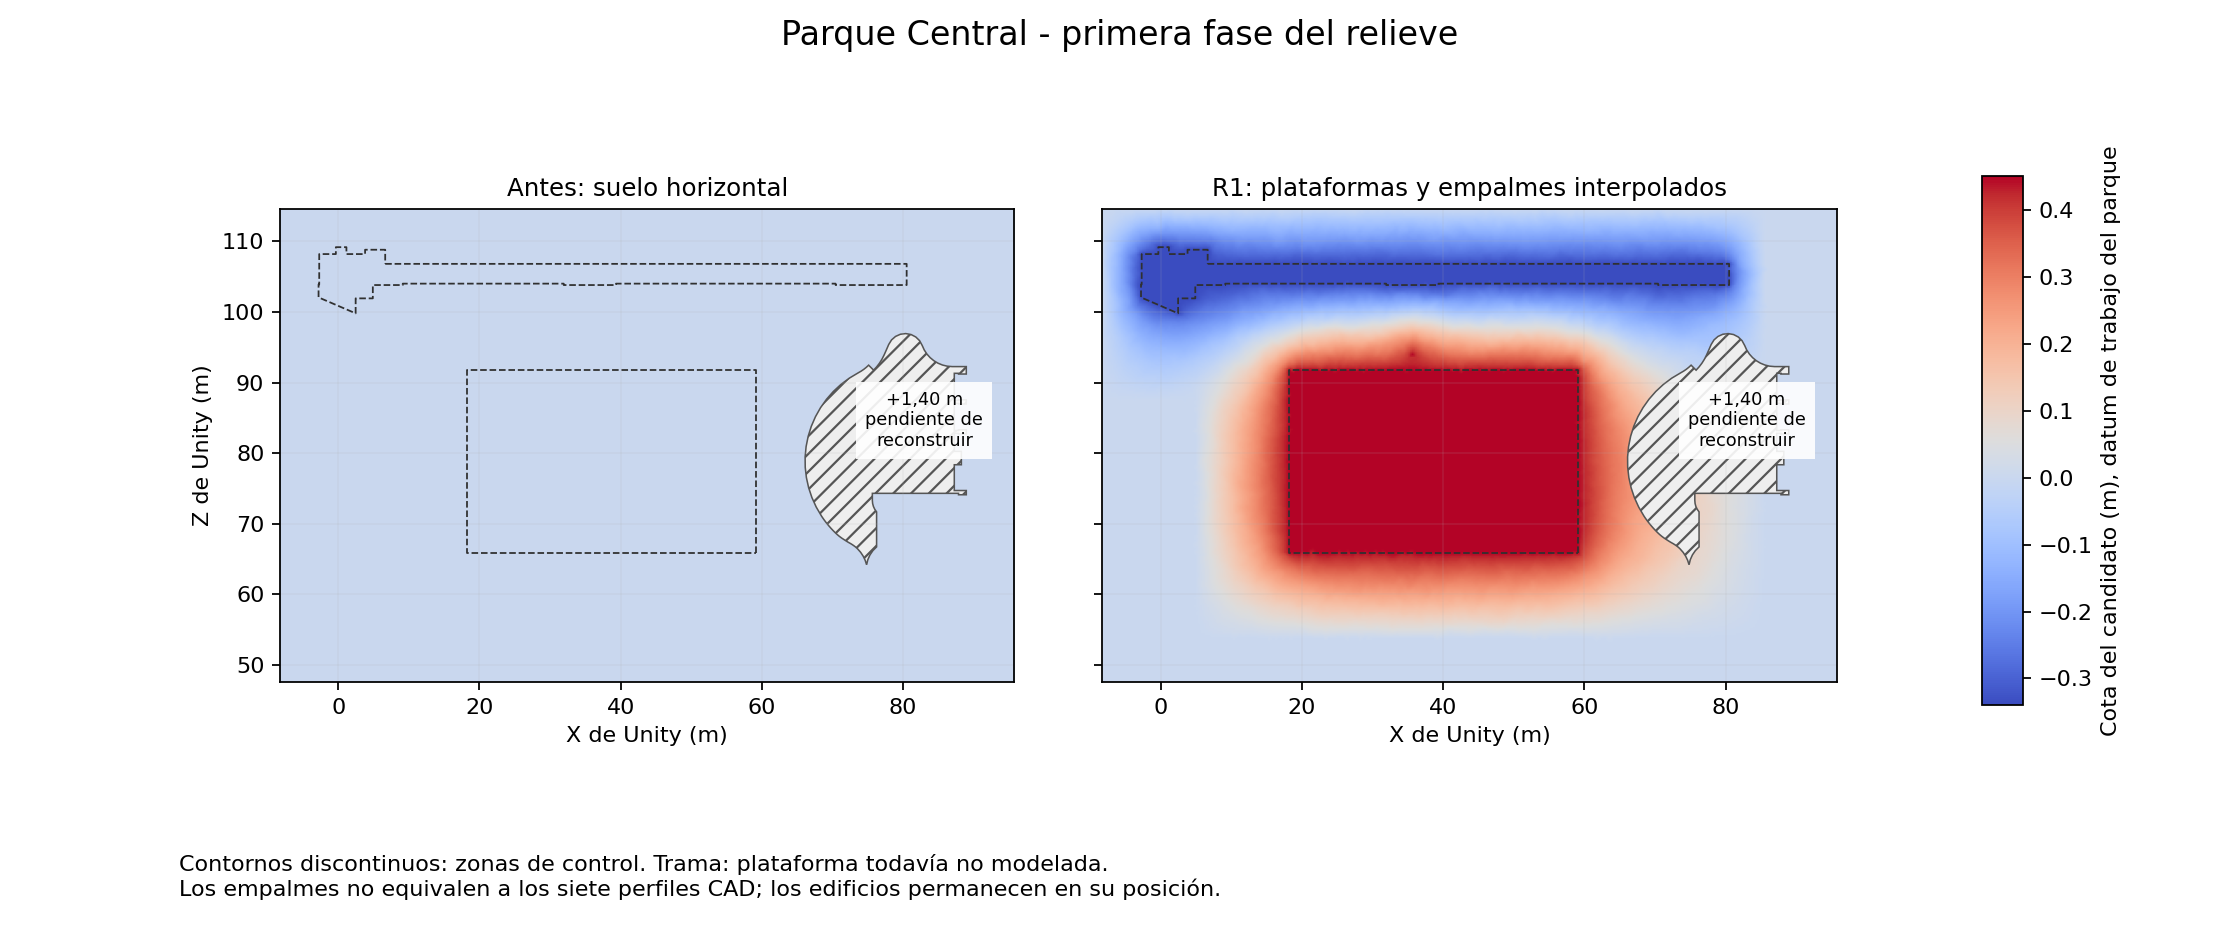 Parque Central - primera fase del relieve
Antes: suelo horizontal
110
100
90
80
70
60
50
Z de Unity (m)
+1,40 m
pendiente de
reconstruir
0
20
40
60
80
X de Unity (m)
R1: plataformas y empalmes interpolados
+1,40 m
pendiente de
reconstruir
0
20
40
60
80
X de Unity (m)
0.4
0.3
0.2
0.1
0.0
−0.1
−0.2
−0.3
Cota del candidato (m), datum de trabajo del parque
Contornos discontinuos: zonas de control. Trama: plataforma todavía no modelada.
Los empalmes no equivalen a los siete perfiles CAD; los edificios permanecen en su posición.